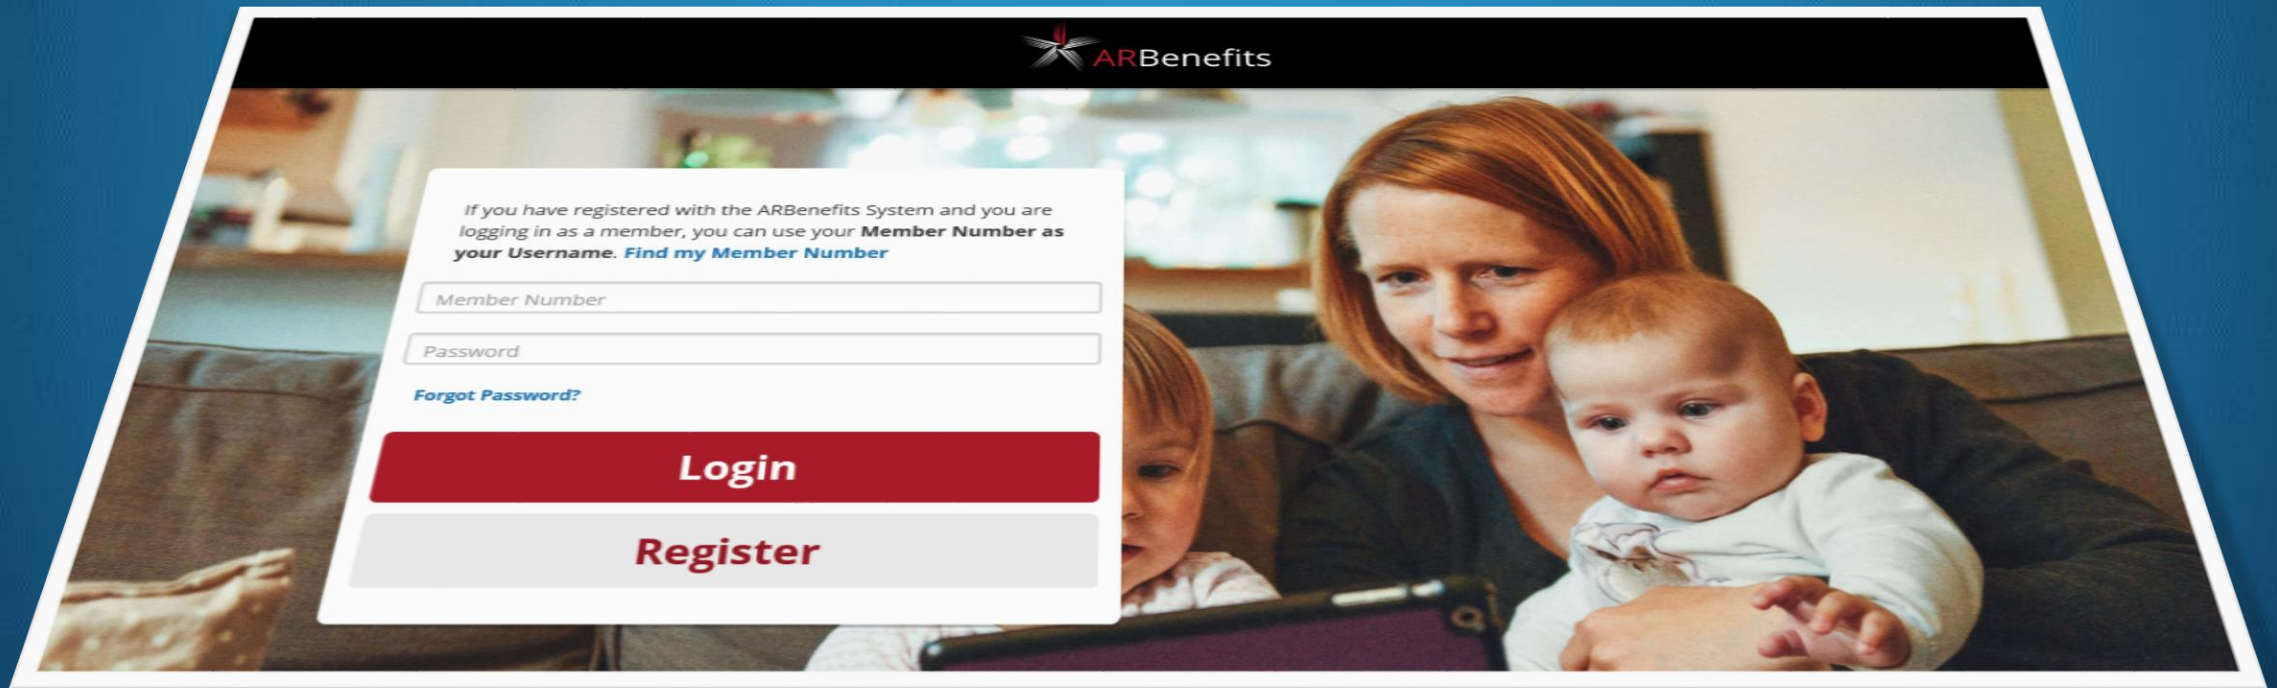 ARBenefits
If you have registered with the ARBenefits System and you are
logging in as a member, you can use your Member Number as
your Username. Find my Member Number
Member Number
Password
Forgot Password?
Login
Register